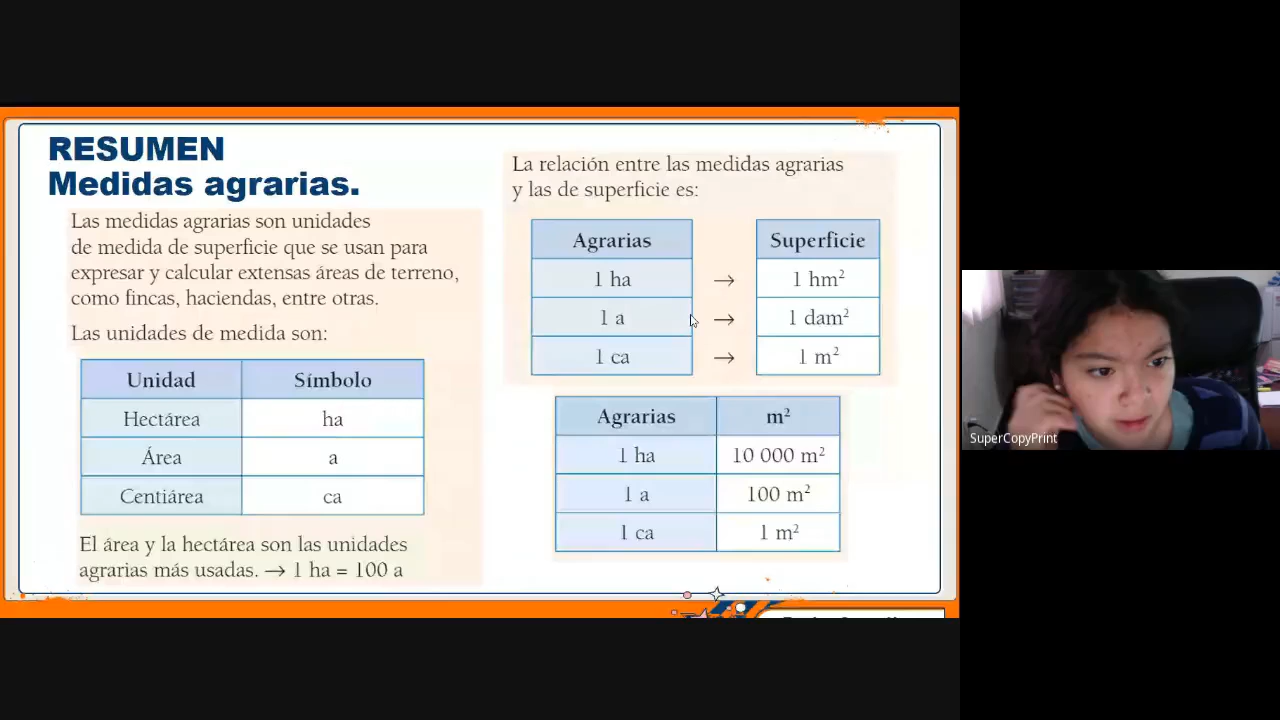 RESUMEN
Medidas agrarias.
Las medidas agrarias son unidades
de medida de superficie que se usan para
expresar y calcular extensas áreas de terreno,
como fincas, haciendas, entre otras.
Las unidades de medida son:
Unidad Símbolo
Hectárea ha
Área a
Centiárea ca
El área y la hectárea son las unidades
agrarias más usadas. → 1 ha = 100 a
La relación entre las medidas agrarias
y las de superficie es:
Agrarias Superficie
1 ha → 1 hm²
1 a → 1 dam²
1 ca → 1 m²
Agrarias m²
1 ha 10 000 m²
1 a 100 m²
1 ca 1 m²
SuperCopyPrint